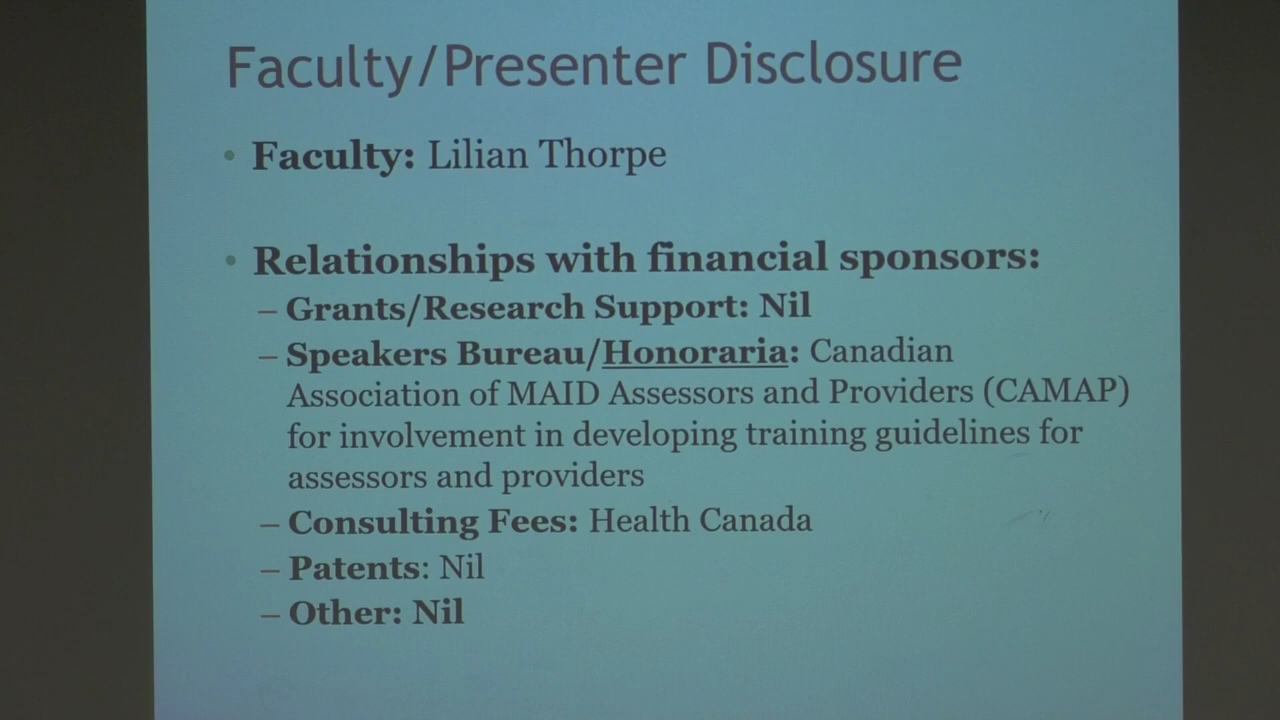 Faculty/Presenter Disclosure
• Faculty: Lilian Thorpe
• Relationships with financial sponsors:
– Grants/Research Support: Nil
– Speakers Bureau/Honoraria: Canadian
Association of MAID Assessors and Providers (CAMAP)
for involvement in developing training guidelines for
assessors and providers
– Consulting Fees: Health Canada
– Patents: Nil
– Other: Nil